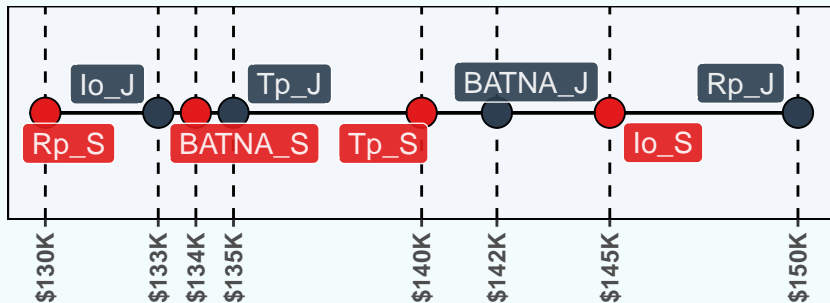 Io_J
Tp_J
BATNA_J
Rp_J
Rp_S
BATNA_S
Tp_S
Io_S
$130K
$133K
$134K
$135K
$140K
$142K
$145K
$150K